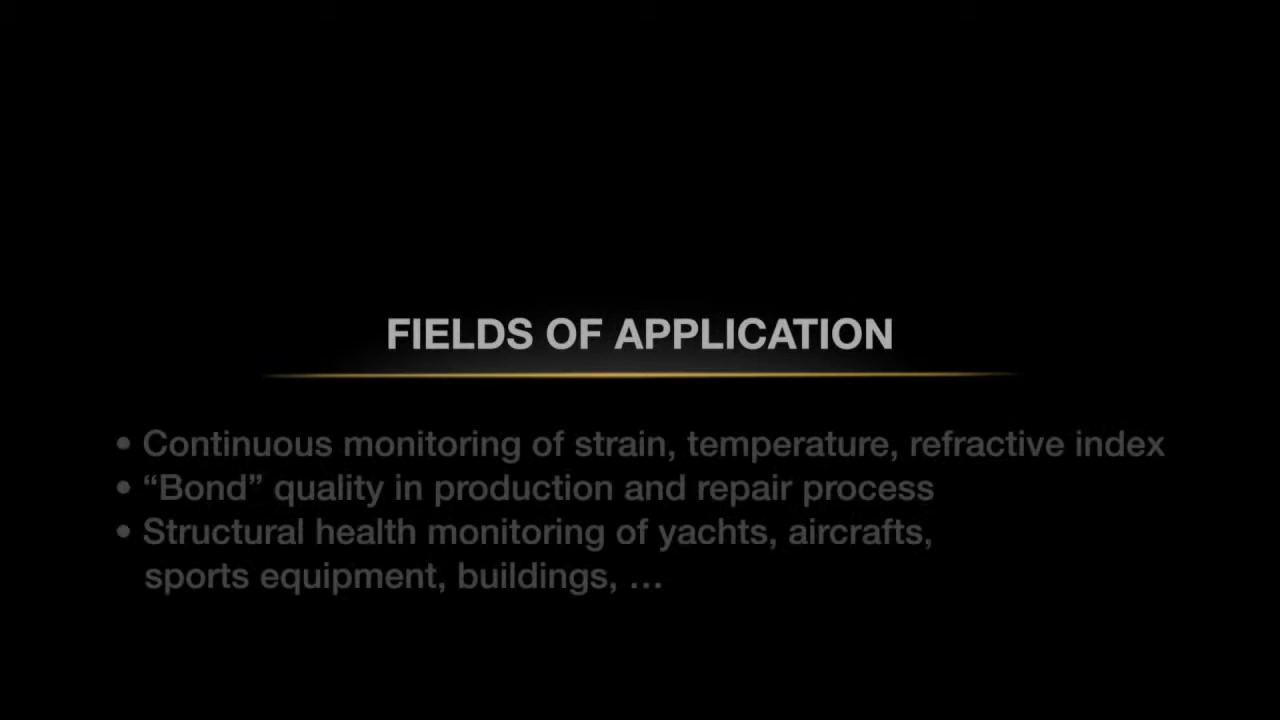 FIELDS OF APPLICATION
• Continuous monitoring of strain, temperature, refractive index
• “Bond” quality in production and repair process
• Structural health monitoring of yachts, aircrafts,
sports equipment, buildings, …